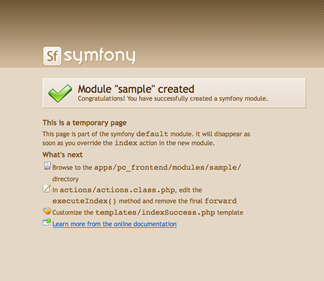 Sf symfony
Module "sample" created
Congratulations! You have successfully created a symfony module.
This is a temporary page
This page is part of the symfony default module. It will disappear as
soon as you override the index action in the new module.
What's next
Browse to the apps/pc_frontend/modules/sample/
directory
In actions/actions.class.php, edit the
executeIndex() method and remove the final forward
Customize the templates/indexSuccess.php template
Learn more from the online documentation